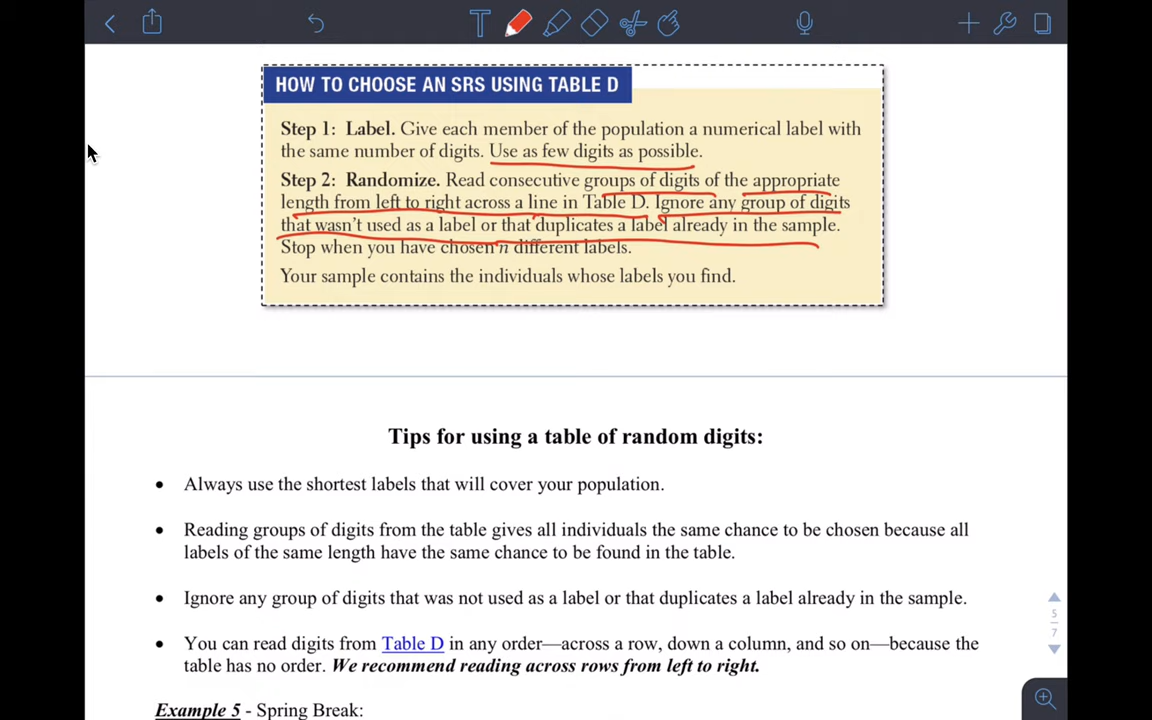 HOW TO CHOOSE AN SRS USING TABLE D
Step 1: Label. Give each member of the population a numerical label with
the same number of digits. Use as few digits as possible.
Step 2: Randomize. Read consecutive groups of digits of the appropriate
length from left to right across a line in Table D. Ignore any group of digits
that wasn't used as a label or that duplicates a label already in the sample.
Stop when you have chosen n different labels.
Your sample contains the individuals whose labels you find.
Tips for using a table of random digits:
• Always use the shortest labels that will cover your population.
• Reading groups of digits from the table gives all individuals the same chance to be chosen because all
labels of the same length have the same chance to be found in the table.
• Ignore any group of digits that was not used as a label or that duplicates a label already in the sample.
• You can read digits from Table D in any order—across a row, down a column, and so on—because the
table has no order. We recommend reading across rows from left to right.
Example 5 - Spring Break:
5
7